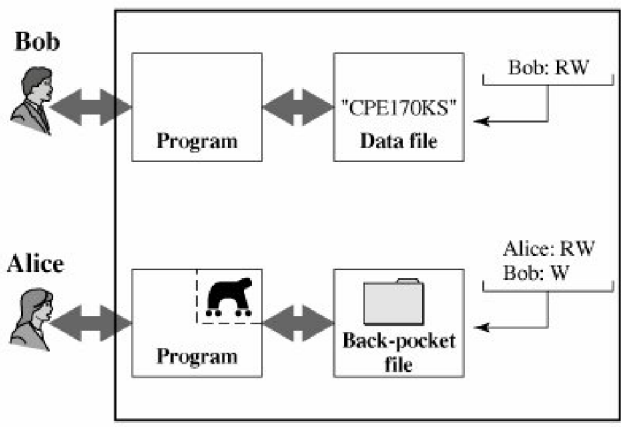 Bob
Bob: RW
"CPE170KS"
Program
Data file
Alice
Alice: RW
Bob: W
Program
Back-pocket
file